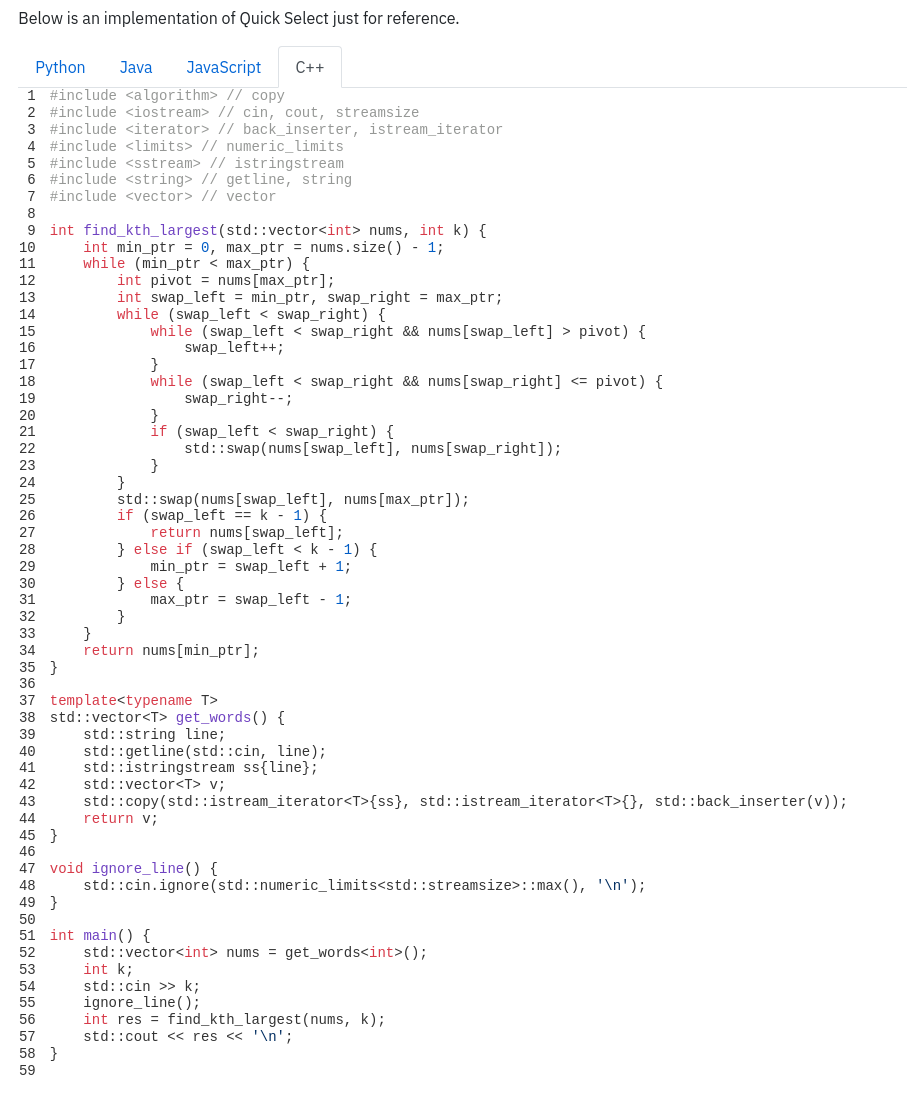 Below is an implementation of Quick Select just for reference.
Python Java JavaScript C++
1 #include <algorithm> // copy
2 #include <iostream> // cin, cout, streamsize
3 #include <iterator> // back_inserter, istream_iterator
4 #include <limits> // numeric_limits
5 #include <sstream> // istringstream
6 #include <string> // getline, string
7 #include <vector> // vector
8
9 int find_kth_largest(std::vector<int> nums, int k) {
10     int min_ptr = 0, max_ptr = nums.size() - 1;
11     while (min_ptr < max_ptr) {
12         int pivot = nums[max_ptr];
13         int swap_left = min_ptr, swap_right = max_ptr;
14         while (swap_left < swap_right) {
15             while (swap_left < swap_right && nums[swap_left] > pivot) {
16                 swap_left++;
17             }
18             while (swap_left < swap_right && nums[swap_right] <= pivot) {
19                 swap_right--;
20             }
21             if (swap_left < swap_right) {
22                 std::swap(nums[swap_left], nums[swap_right]);
23             }
24         }
25         std::swap(nums[swap_left], nums[max_ptr]);
26         if (swap_left == k - 1) {
27             return nums[swap_left];
28         } else if (swap_left < k - 1) {
29             min_ptr = swap_left + 1;
30         } else {
31             max_ptr = swap_left - 1;
32         }
33     }
34     return nums[min_ptr];
35 }
36
37 template<typename T>
38 std::vector<T> get_words() {
39     std::string line;
40     std::getline(std::cin, line);
41     std::istringstream ss{line};
42     std::vector<T> v;
43     std::copy(std::istream_iterator<T>{ss}, std::istream_iterator<T>{}, std::back_inserter(v));
44     return v;
45 }
46
47 void ignore_line() {
48     std::cin.ignore(std::numeric_limits<std::streamsize>::max(), '\n');
49 }
50
51 int main() {
52     std::vector<int> nums = get_words<int>();
53     int k;
54     std::cin >> k;
55     ignore_line();
56     int res = find_kth_largest(nums, k);
57     std::cout << res << '\n';
58 }
59